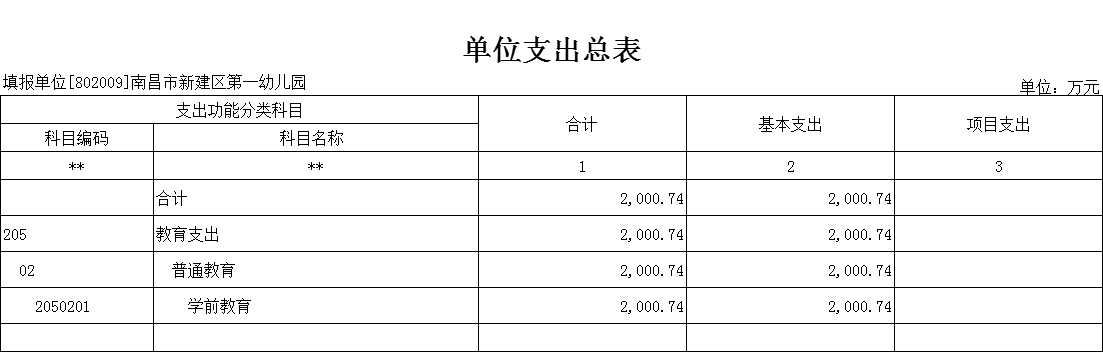 单位支出总表
填报单位[802009]南昌市新建区第一幼儿园 单位：万元
支出功能分类科目 合计 基本支出 项目支出
科目编码 科目名称
** ** 1 2 3
合计 2,000.74 2,000.74
205 教育支出 2,000.74 2,000.74
02 普通教育 2,000.74 2,000.74
2050201 学前教育 2,000.74 2,000.74